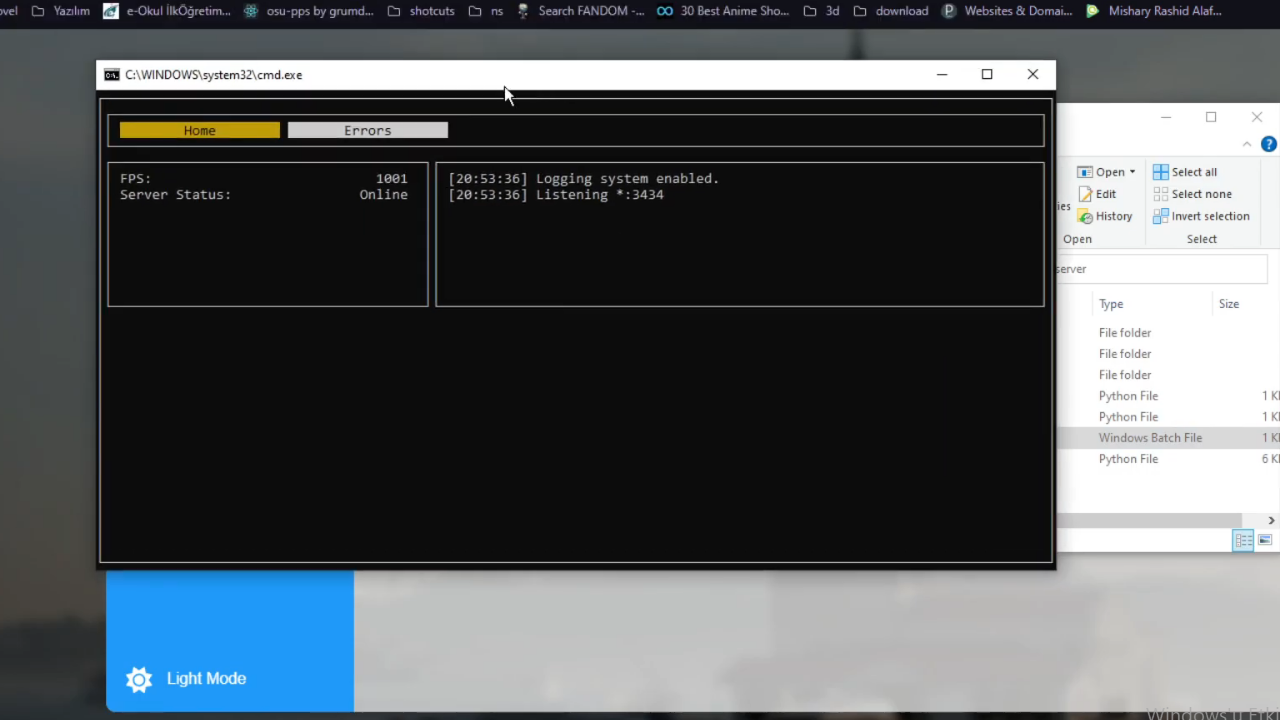 ovel Yazılım e-Okul İlKÖğretim... osu-pps by grumd... shotcuts ns Search FANDOM -... 30 Best Anime Sho... 3d download Websites & Domai... Mishary Rashid Alaf...
C:\WINDOWS\system32\cmd.exe
Home Errors
FPS: 1001
Server Status: Online
[20:53:36] Logging system enabled.
[20:53:36] Listening *:3434
Open
Edit
History
Open
Select all
Select none
Invert selection
Select
ies
server
Type Size
File folder
File folder
File folder
Python File 1 K
Python File 1 K
Windows Batch File 1 K
Python File 6 K
Light Mode
Windows'u Etki